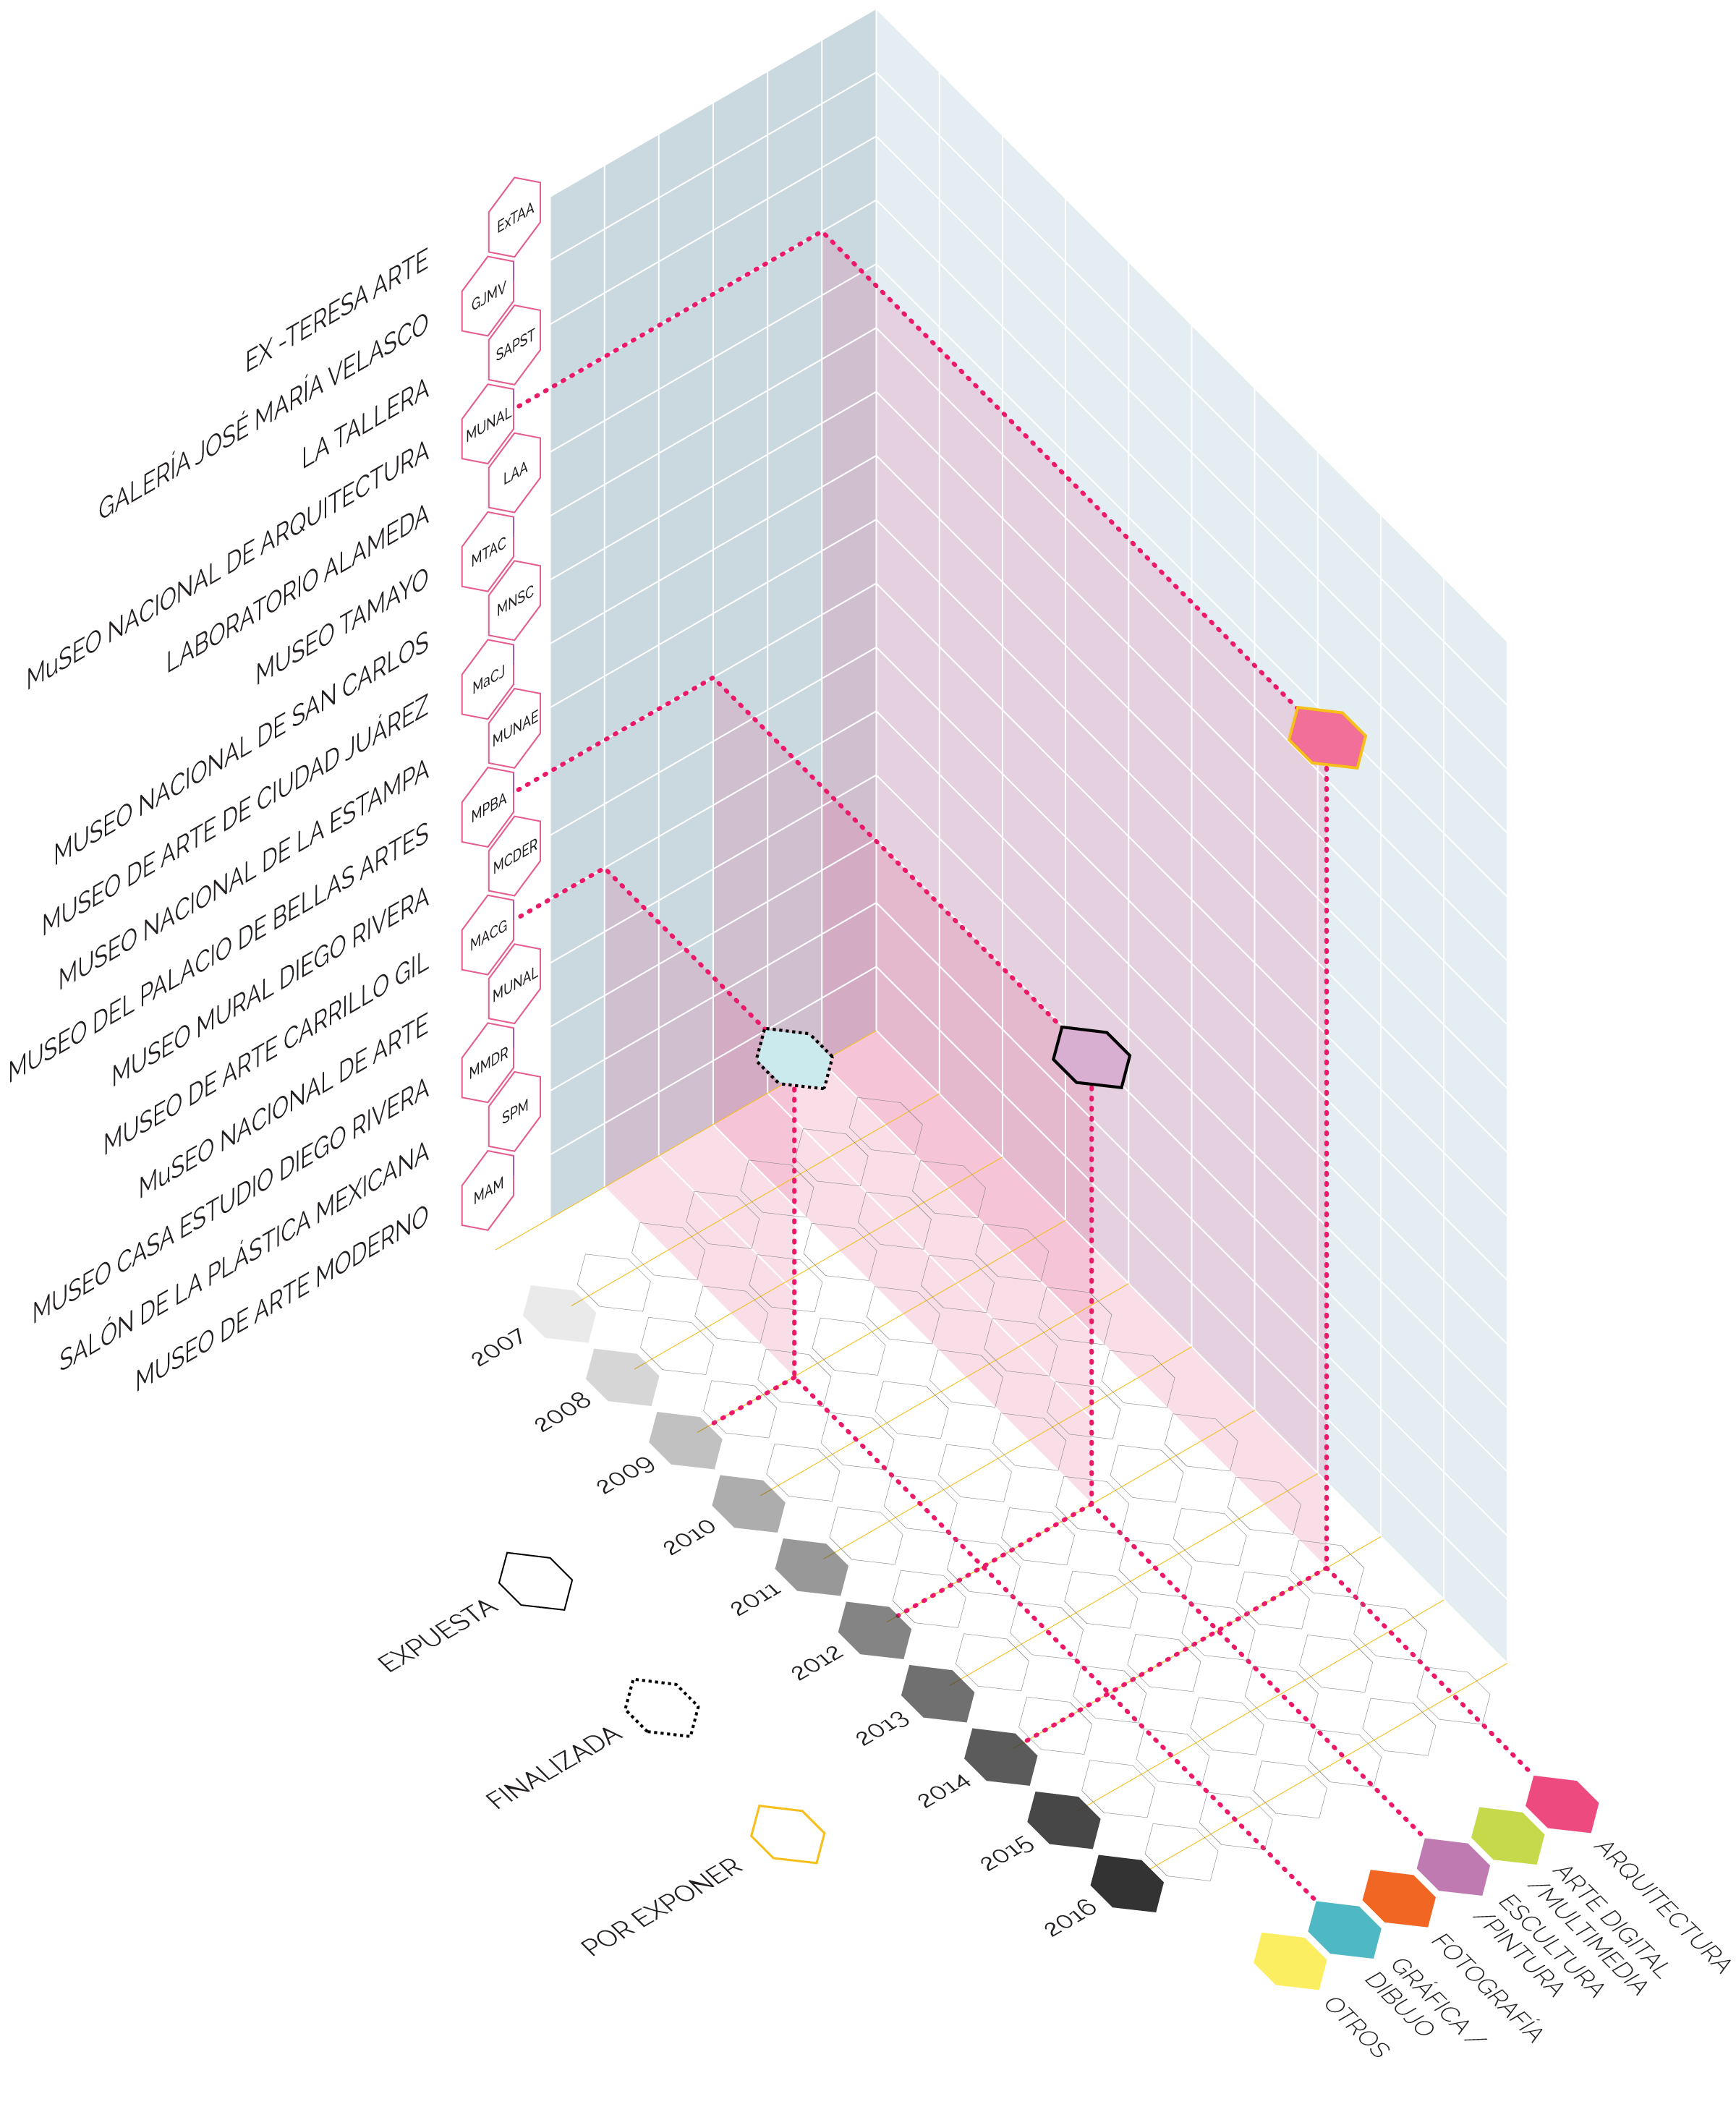 ExTAA
GJMV
SAPST
MUNAL
LAA
MTAC
MNSC
MaCJ
MUNAE
MPBA
MCDER
MACG
MUNAL
MMDR
SPM
MAM
EX -TERESA ARTE
GALERÍA JOSÉ MARÍA VELASCO
LA TALLERA
MuSEO NACIONAL DE ARQUITECTURA
LABORATORIO ALAMEDA
MUSEO TAMAYO
MUSEO NACIONAL DE SAN CARLOS
MUSEO DE ARTE DE CIUDAD JUÁREZ
MUSEO NACIONAL DE LA ESTAMPA
MUSEO DEL PALACIO DE BELLAS ARTES
MUSEO MURAL DIEGO RIVERA
MUSEO DE ARTE CARRILLO GIL
MuSEO NACIONAL DE ARTE
MUSEO CASA ESTUDIO DIEGO RIVERA
SALÓN DE LA PLÁSTICA MEXICANA
MUSEO DE ARTE MODERNO
2007
2008
2009
2010
2011
2012
2013
2014
2015
2016
EXPUESTA
FINALIZADA
POR EXPONER
ARQUITECTURA
ARTE DIGITAL
/MULTIMEDIA
ESCULTURA
/PINTURA
FOTOGRAFÍA
GRÁFICA /
DIBUJO
OTROS